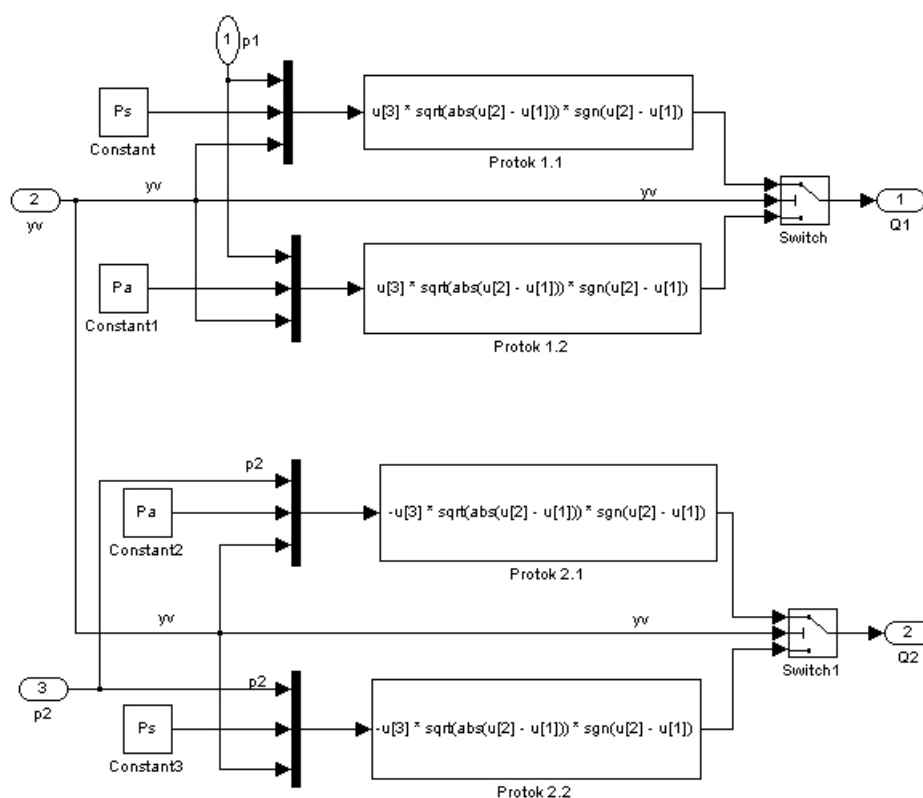 1
p1
Ps
Constant
u[3] * sqrt(abs(u[2] - u[1])) * sgn(u[2] - u[1])
Protok 1.1
2
yv
yv
yv
Switch
1
Q1
Pa
Constant1
u[3] * sqrt(abs(u[2] - u[1])) * sgn(u[2] - u[1])
Protok 1.2
p2
Pa
Constant2
-u[3] * sqrt(abs(u[2] - u[1])) * sgn(u[2] - u[1])
Protok 2.1
yv
yv
Switch1
2
Q2
3
p2
p2
Ps
Constant3
-u[3] * sqrt(abs(u[2] - u[1])) * sgn(u[2] - u[1])
Protok 2.2